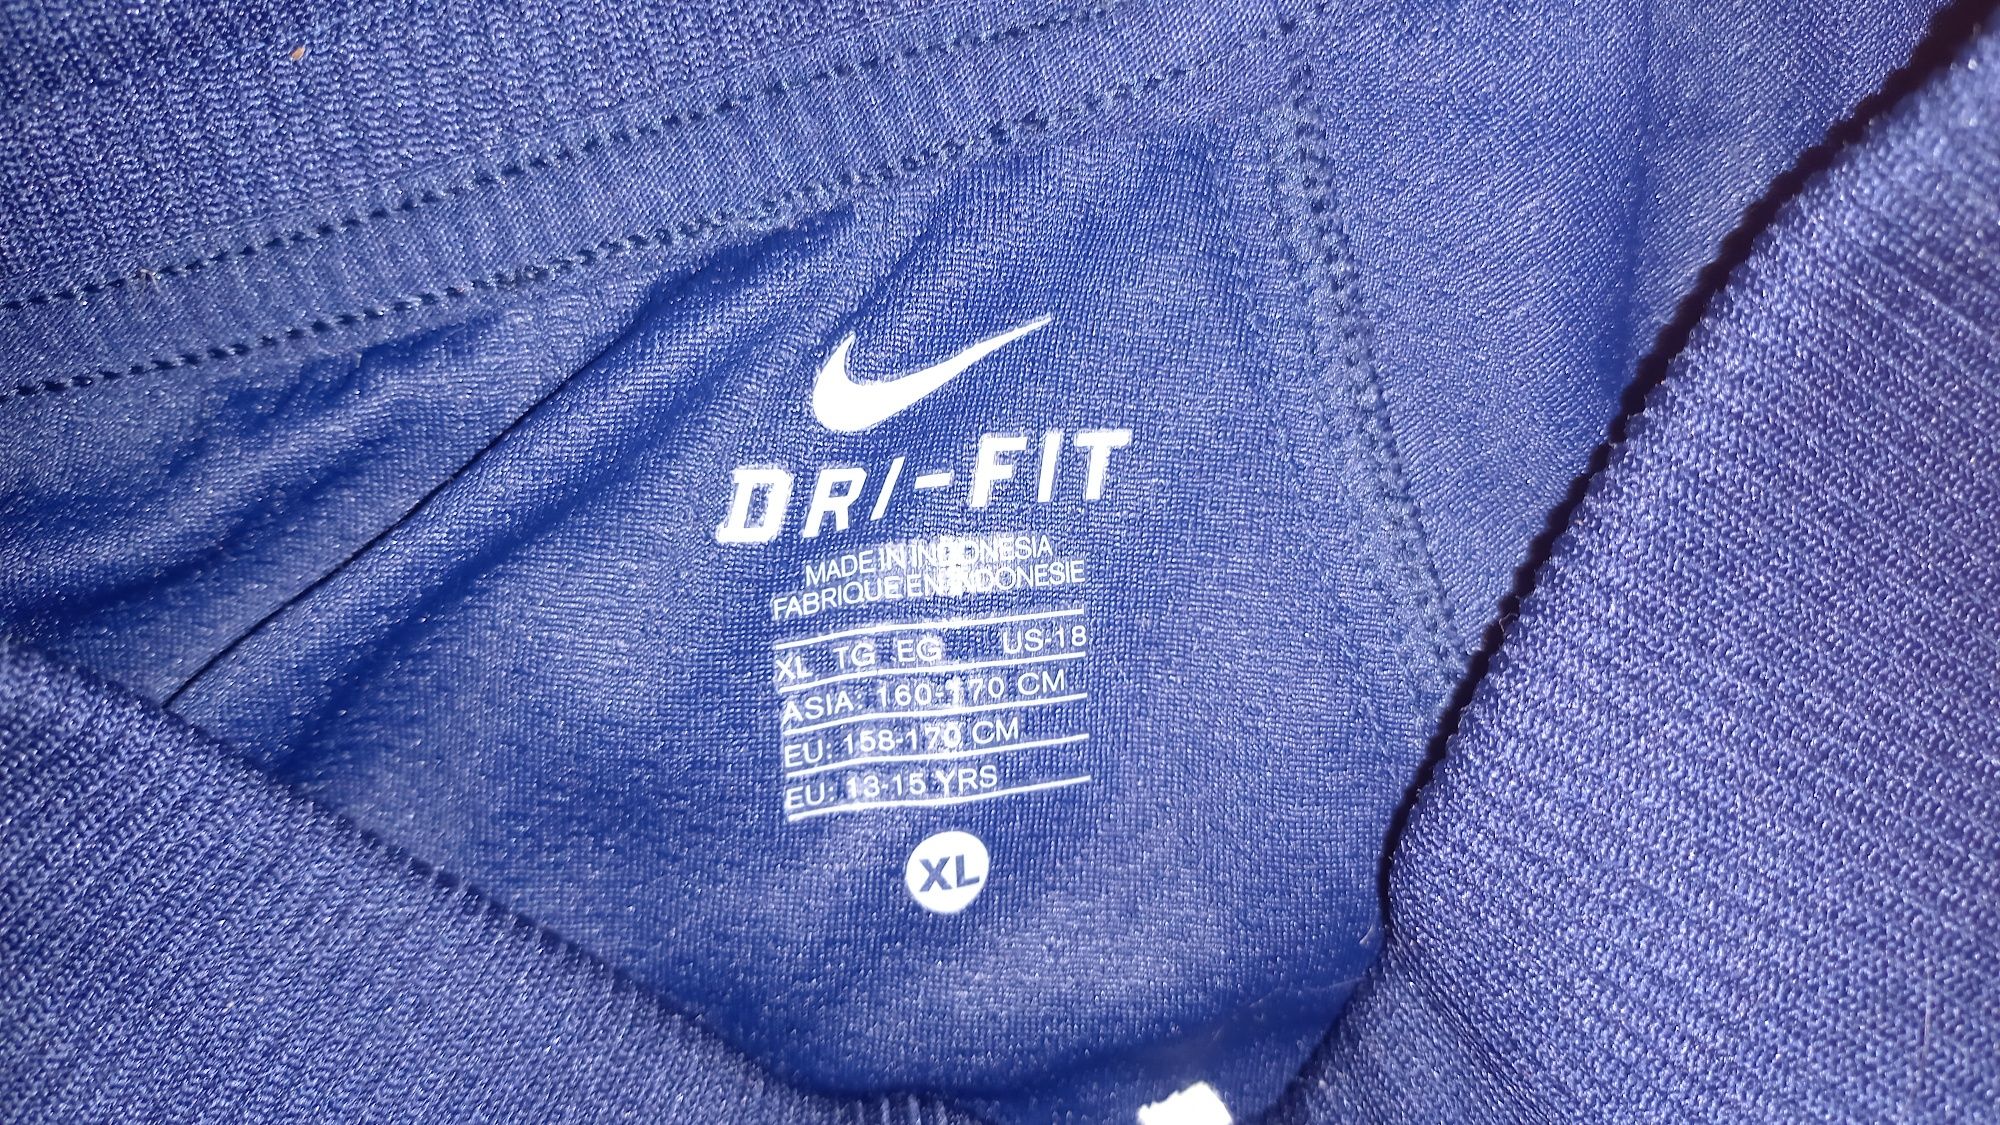 DRI-FIT
MADE IN INDONESIA
FABRIQUE EN INDONESIE
XL TG EG US-18
ASIA: 160-170 CM
EU: 158-170 CM
EU: 13-15 YRS
XL